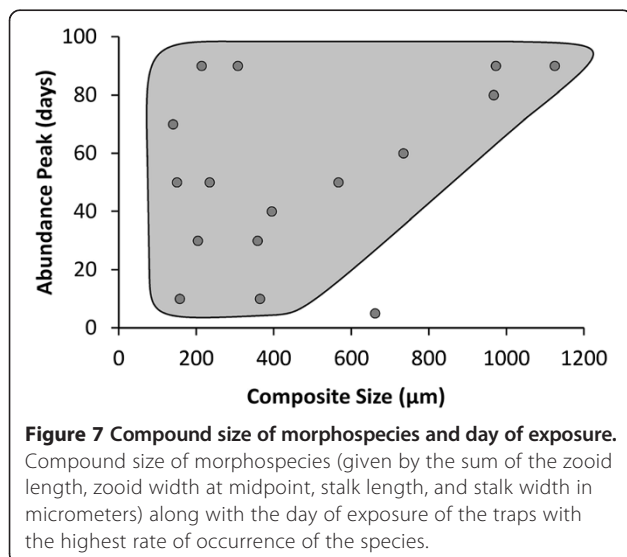 100
80
60
40
20
0
Abundance Peak (days)
0 200 400 600 800 1000 1200
Composite Size (µm)
Figure 7 Compound size of morphospecies and day of exposure.
Compound size of morphospecies (given by the sum of the zooid
length, zooid width at midpoint, stalk length, and stalk width in
micrometers) along with the day of exposure of the traps with
the highest rate of occurrence of the species.